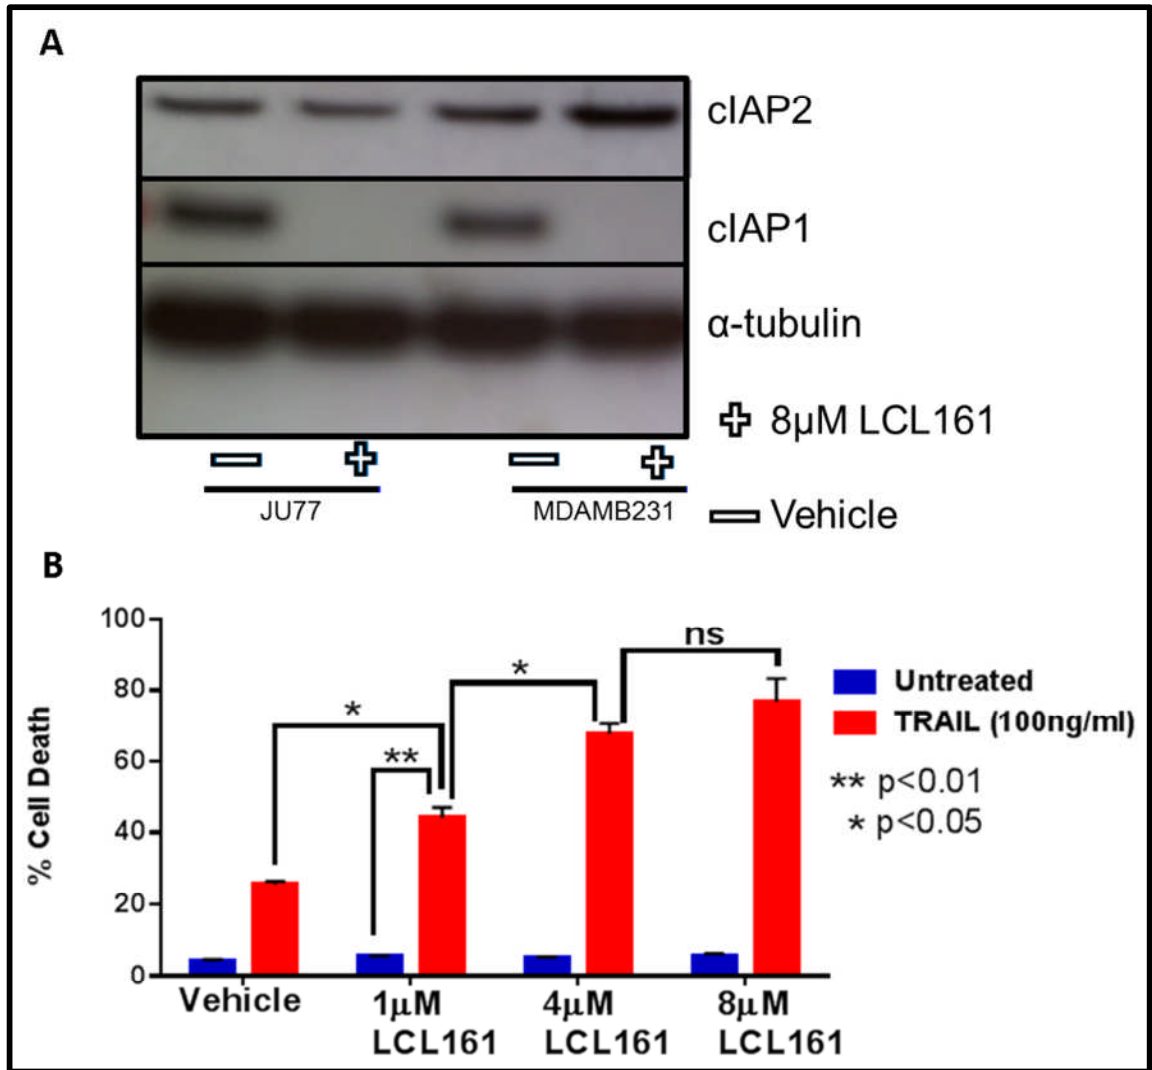 A
cIAP2
cIAP1
α-tubulin
8µM LCL161
JU77
MDAMB231
Vehicle
B
100
80
60
40
20
0
% Cell Death
*
**
*
ns
Untreated
TRAIL (100ng/ml)
** p<0.01
* p<0.05
Vehicle
1µM
LCL161
4µM
LCL161
8µM
LCL161